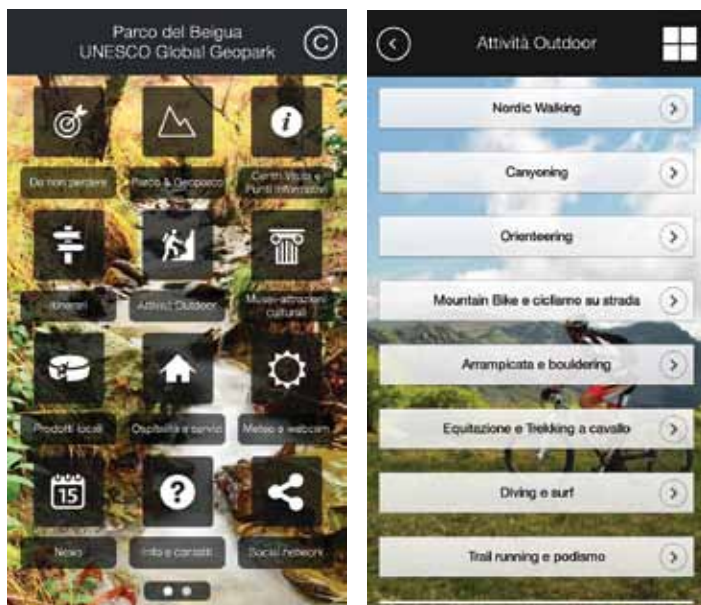 Parco del Beigua
UNESCO Global Geopark
C
Da non perdere
Parco & Geoparco
i
Centri Visita e
Punti Informativi
Itinerari
Attività Outdoor
Musei-attrazioni
culturali
Prodotti locali
Ospitalità e servizi
Meteo e webcam
15
News
?
Info e contatti
Social network
Attività Outdoor
Nordic Walking
Canyoning
Orienteering
Mountain Bike e ciclismo su strada
Arrampicata e bouldering
Equitazione e Trekking a cavallo
Diving e surf
Trail running e podismo